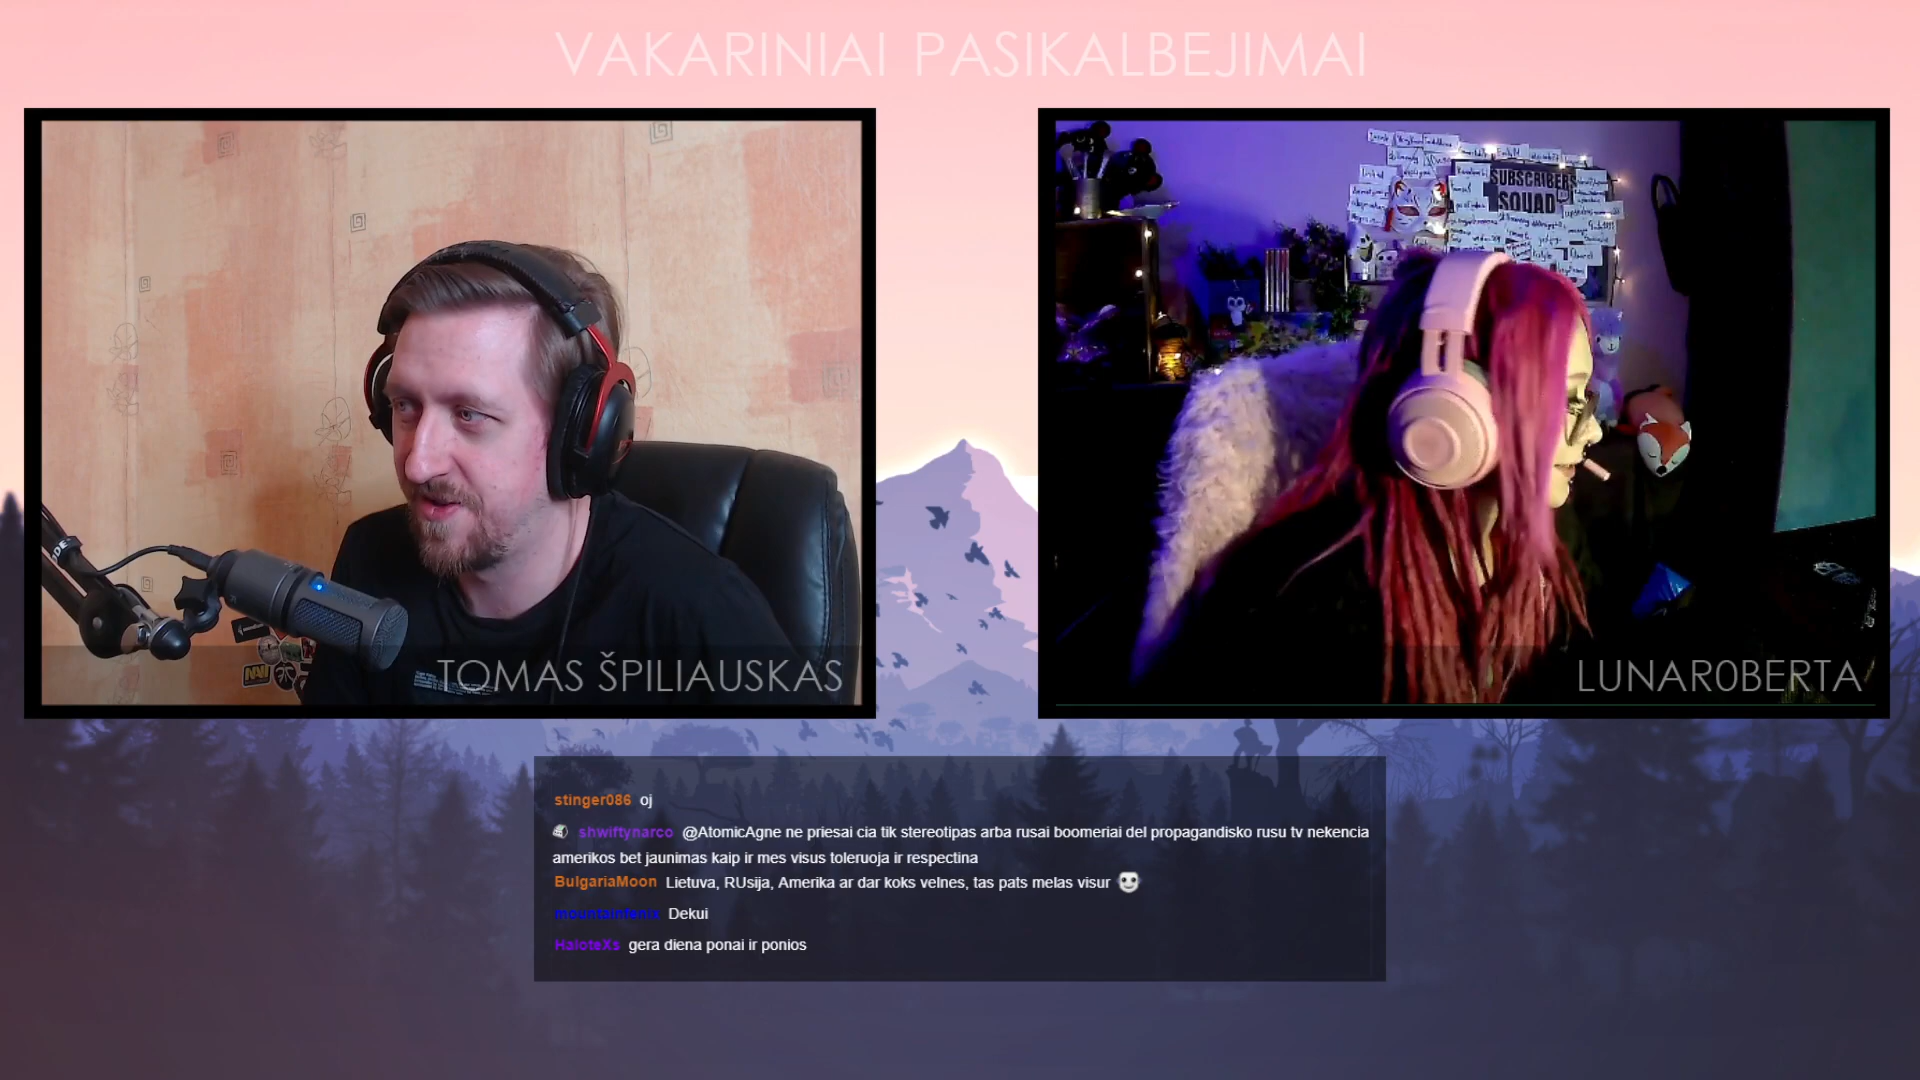 VAKARINIAI PASIKALBEJIMAI
SUBSCRIBERS
SQUAD
TOMAS ŠPILIAUSKAS
LUNAR0BERTA
stinger086 oj
shwiftynarco @AtomicAgne ne priesai cia tik stereotipas arba rusai boomeriai del propagandisko rusu tv nekencia
amerikos bet jaunimas kaip ir mes visus toleruoja ir respectina
BulgariaMoon Lietuva, RUsija, Amerika ar dar koks velnes, tas pats melas visur
mountainfenix Dekui
HaloteXs gera diena ponai ir ponios